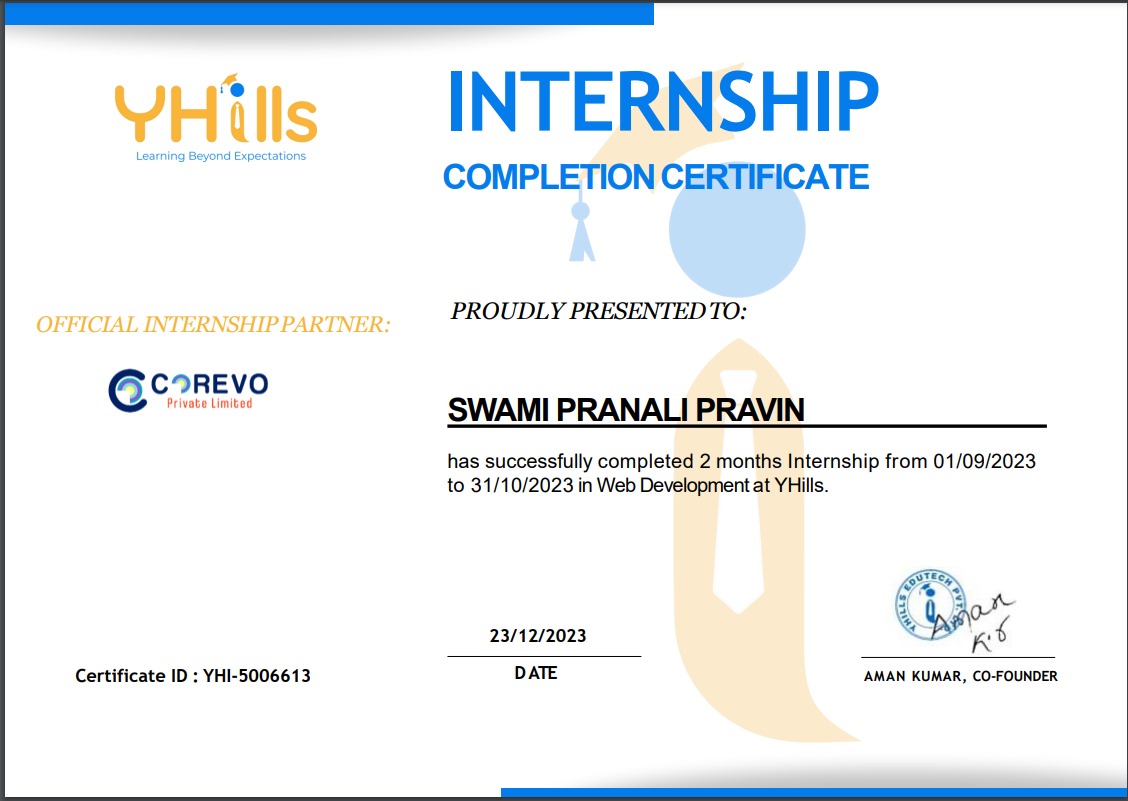 YHills
Learning Beyond Expectations
INTERNSHIP
COMPLETION CERTIFICATE
OFFICIAL INTERNSHIP PARTNER:
COREVO
Private Limited
PROUDLY PRESENTED TO:
SWAMI PRANALI PRAVIN
has successfully completed 2 months Internship from 01/09/2023
to 31/10/2023 in Web Development at YHills.
YHILLS EDUTECH PVT.
Aman
K.
23/12/2023
DATE
Certificate ID : YHI-5006613
AMAN KUMAR, CO-FOUNDER